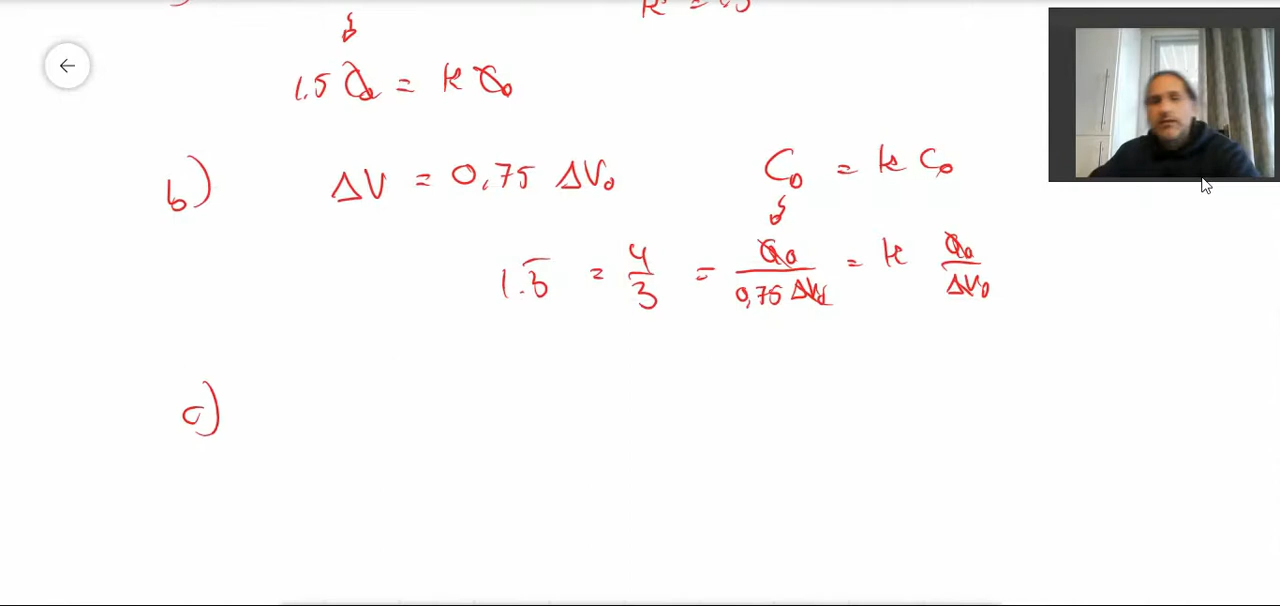 1.5 Q₀ = k Q₀
b) ΔV = 0,75 ΔV₀ C₀ = k C₀
1.3̅ = 4/3 = Q₀/(0,75 ΔV₀) = k Q₀/ΔV₀
c)